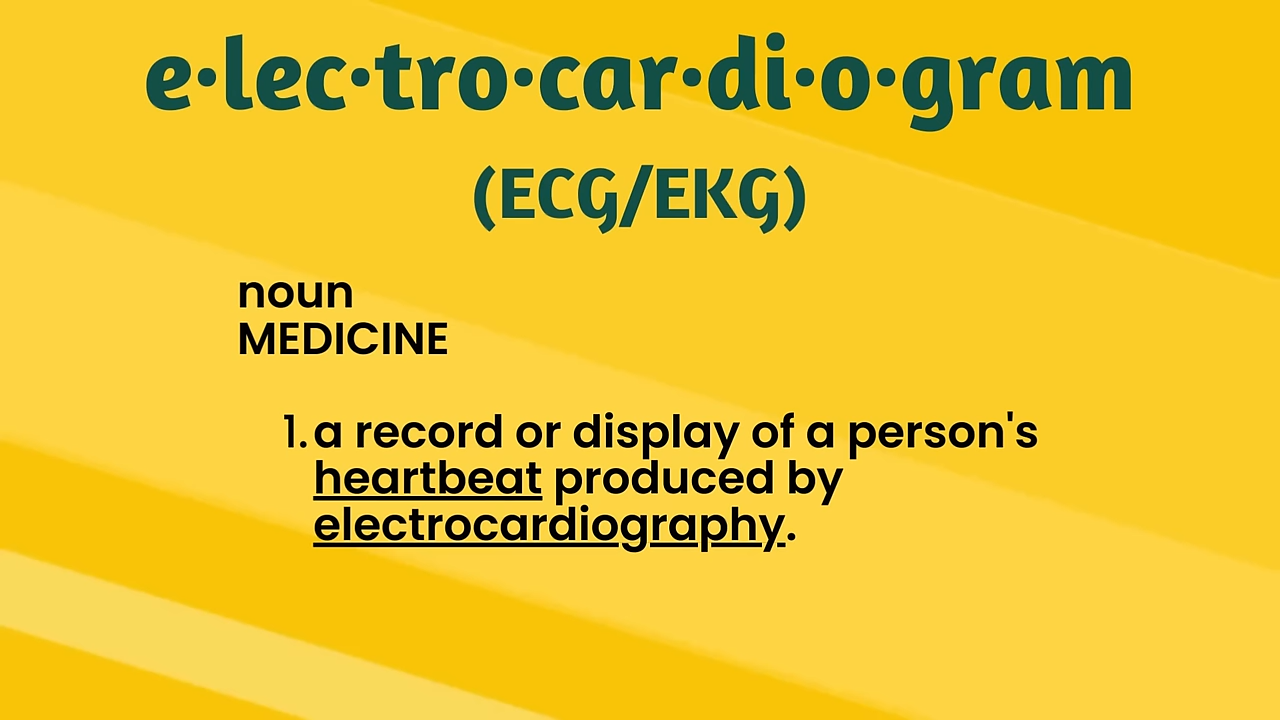 e·lec·tro·car·di·o·gram
(ECG/EKG)
noun
MEDICINE
1. a record or display of a person's
heartbeat produced by
electrocardiography.